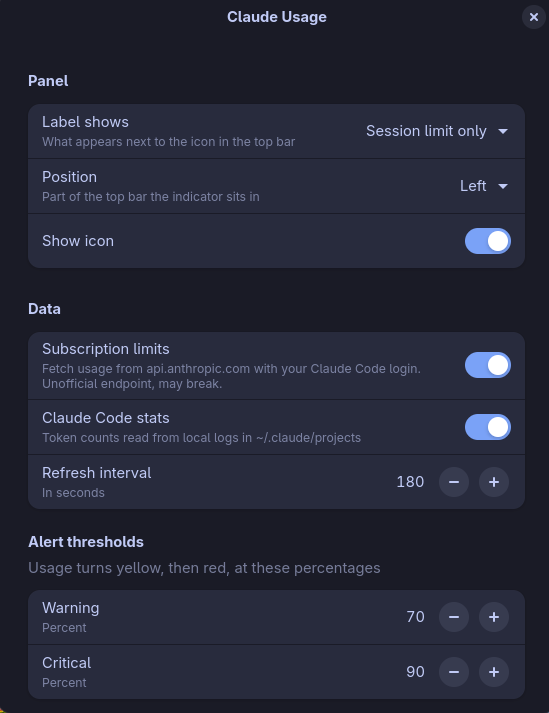 Claude Usage
Panel
Label shows
What appears next to the icon in the top bar
Session limit only
Position
Part of the top bar the indicator sits in
Left
Show icon
Data
Subscription limits
Fetch usage from api.anthropic.com with your Claude Code login.
Unofficial endpoint, may break.
Claude Code stats
Token counts read from local logs in ~/.claude/projects
Refresh interval
In seconds
180
Alert thresholds
Usage turns yellow, then red, at these percentages
Warning
Percent
70
Critical
Percent
90